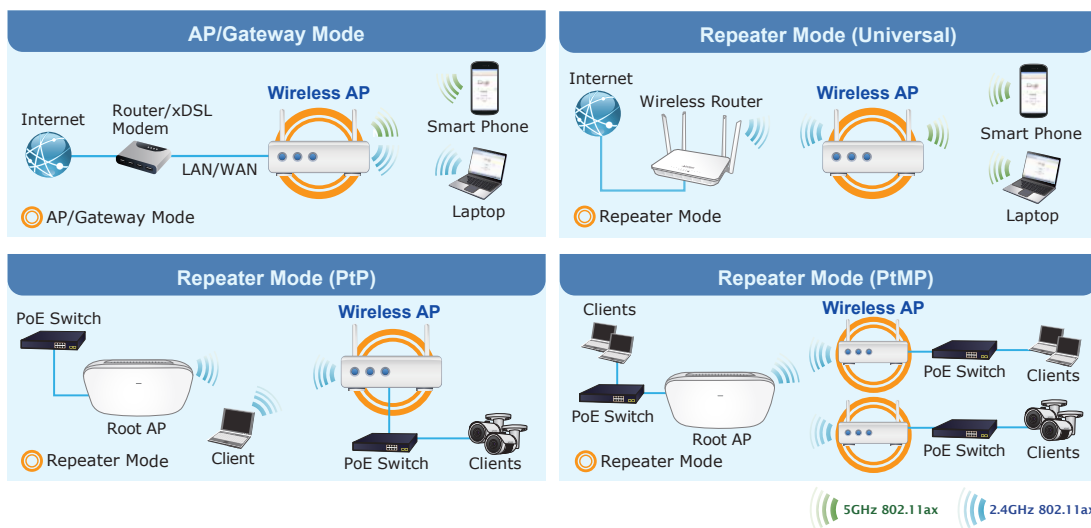 AP/Gateway Mode
Internet
Router/xDSL
Modem
LAN/WAN
Wireless AP
Smart Phone
Laptop
AP/Gateway Mode
Repeater Mode (Universal)
Internet
Wireless Router
Wireless AP
Smart Phone
Laptop
Repeater Mode
Repeater Mode (PtP)
PoE Switch
Root AP
Client
Wireless AP
PoE Switch
Clients
Repeater Mode
Repeater Mode (PtMP)
Clients
PoE Switch
Root AP
Wireless AP
PoE Switch
Clients
PoE Switch
Clients
Repeater Mode
5GHz 802.11ax
2.4GHz 802.11ax